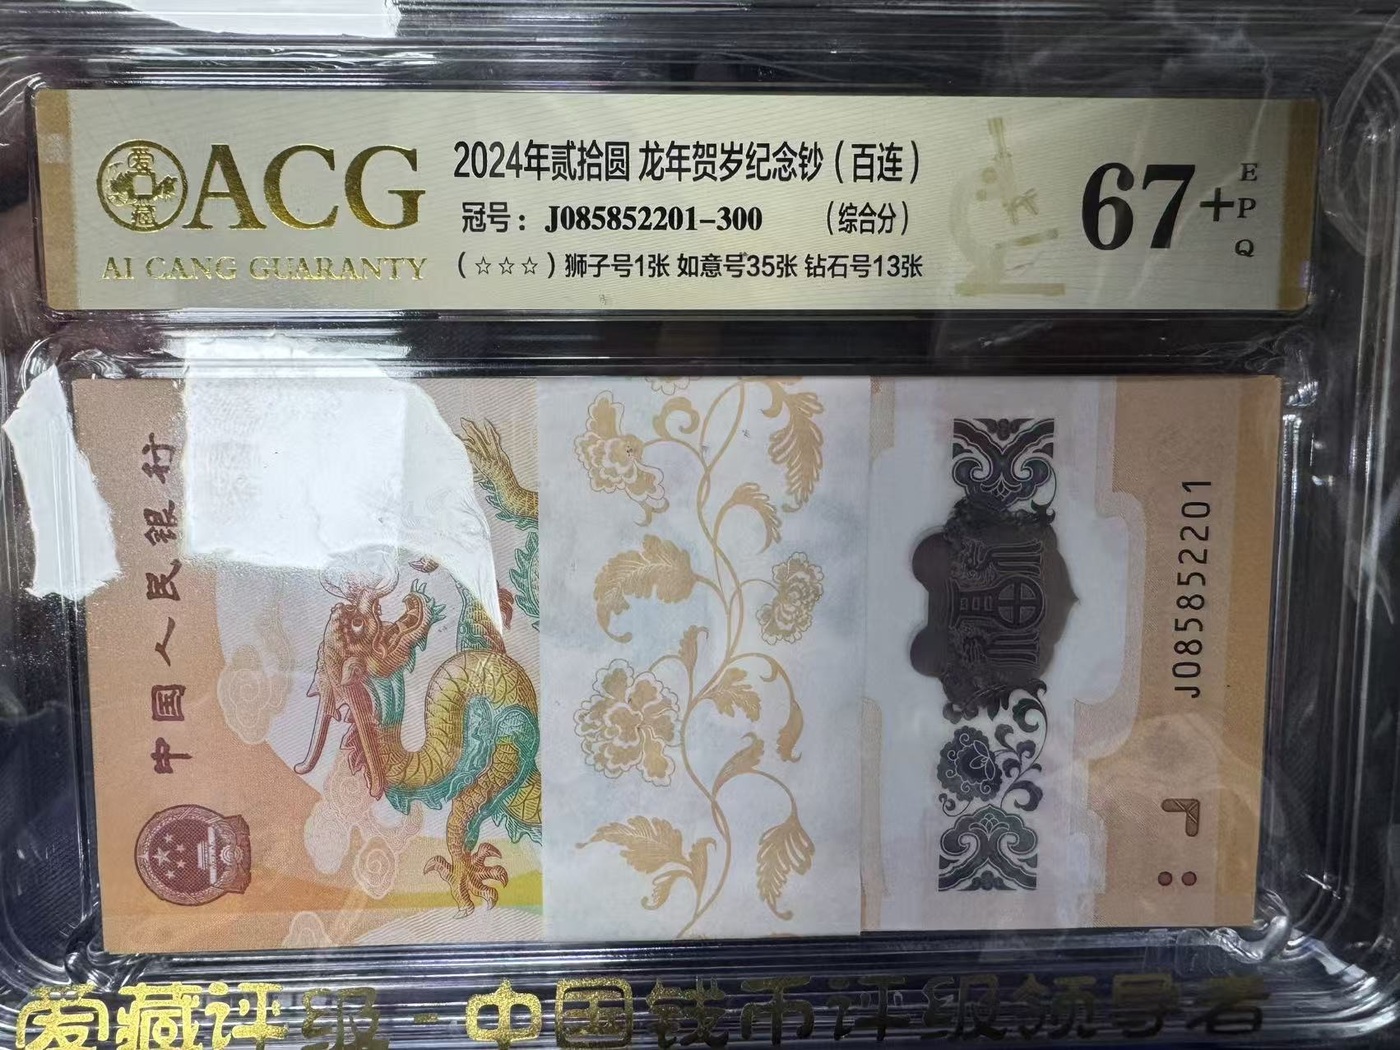 爱藏
ACG
AI CANG GUARANTY
2024年贰拾圆 龙年贺岁纪念钞（百连）
冠号：J085852201-300 （综合分）
（☆☆☆）狮子号1张 如意号35张 钻石号13张
67+
EPQ
中国人民银行
J085852201
爱藏评级-中国钱币评级领导者